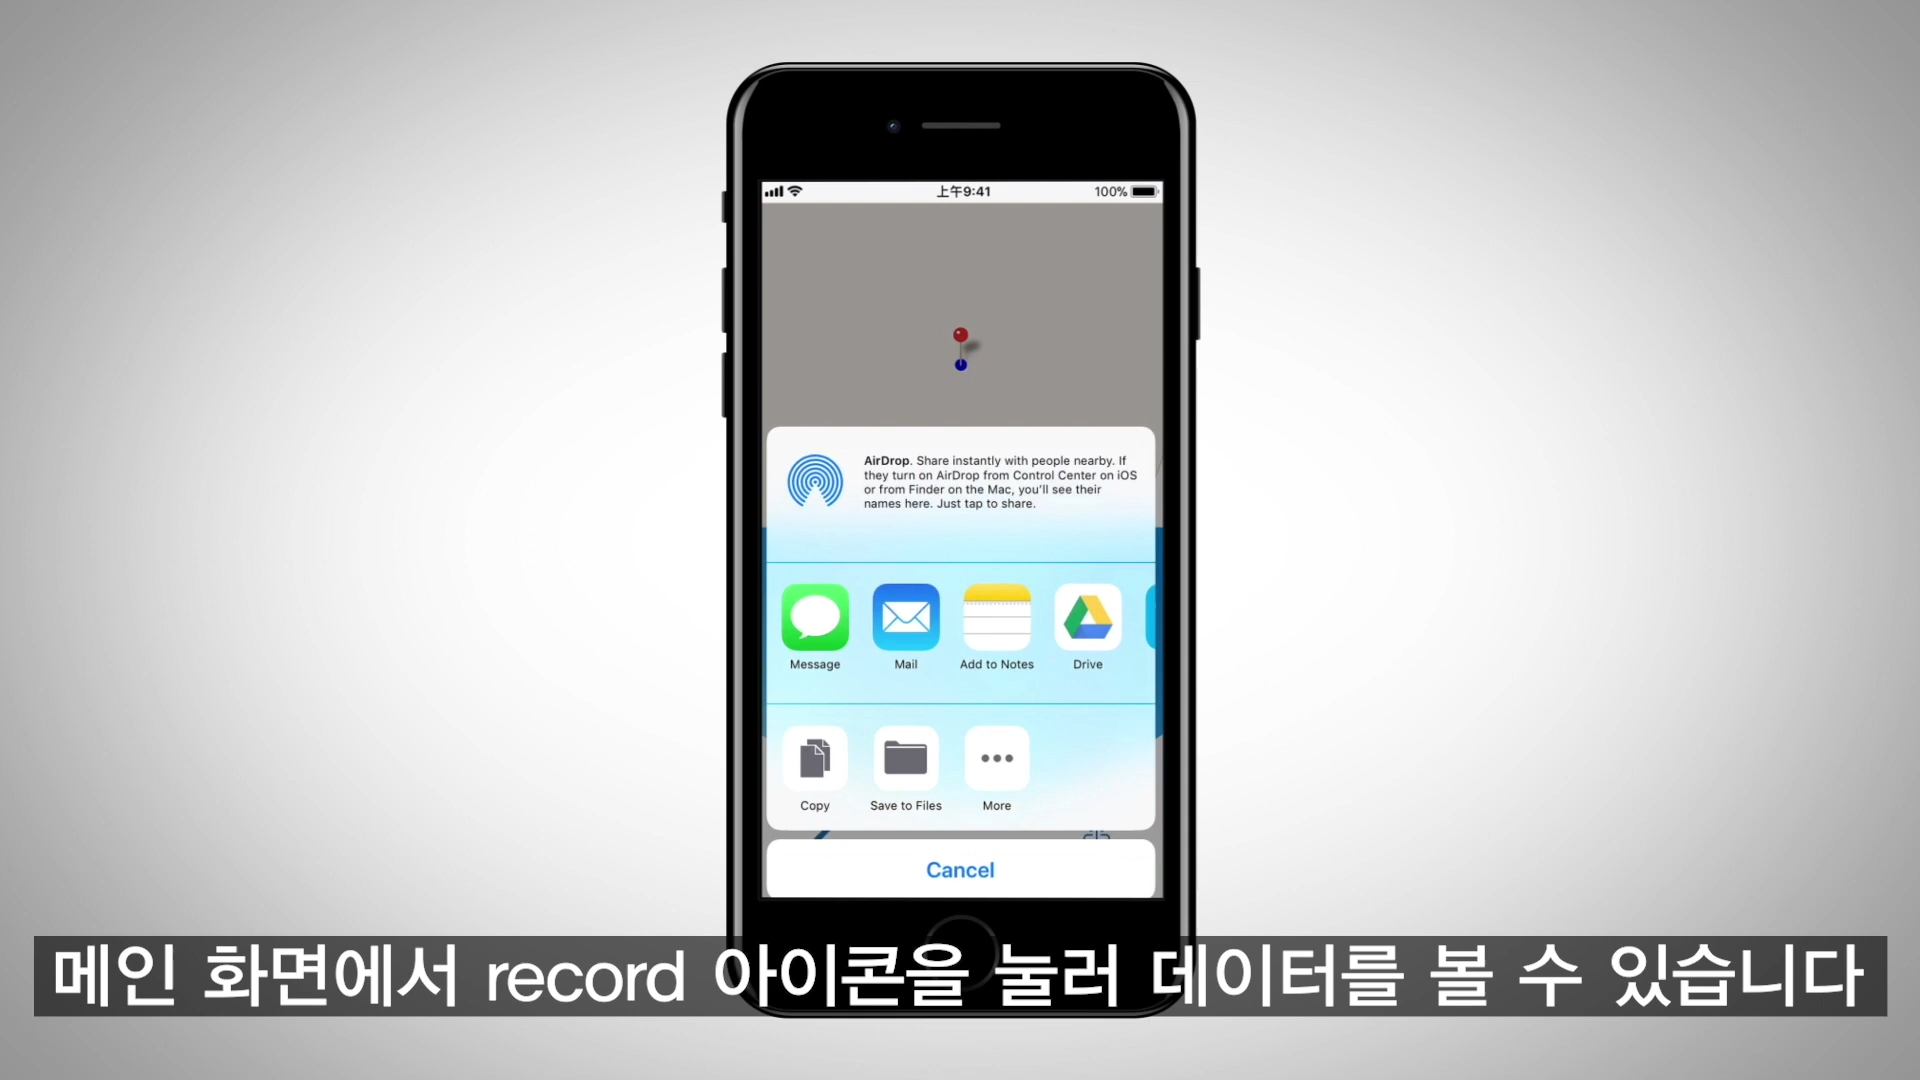 上午9:41
100%
AirDrop. Share instantly with people nearby. If
they turn on AirDrop from Control Center on iOS
or from Finder on the Mac, you'll see their
names here. Just tap to share.
Message
Mail
Add to Notes
Drive
Copy
Save to Files
More
Cancel
메인 화면에서 record 아이콘을 눌러 데이터를 볼 수 있습니다